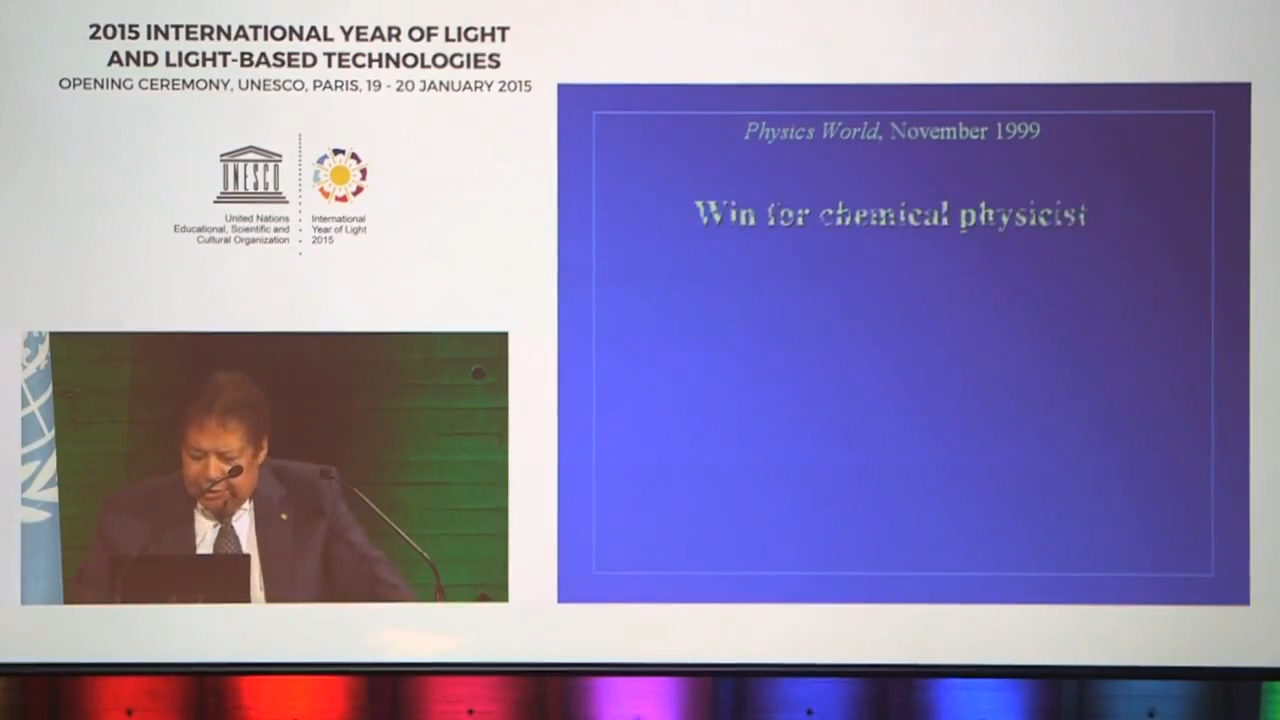 2015 INTERNATIONAL YEAR OF LIGHT
AND LIGHT-BASED TECHNOLOGIES
OPENING CEREMONY, UNESCO, PARIS, 19 - 20 JANUARY 2015
UNESCO
United Nations
Educational, Scientific and
Cultural Organization
International
Year of Light
2015
Physics World, November 1999
Win for chemical physicist